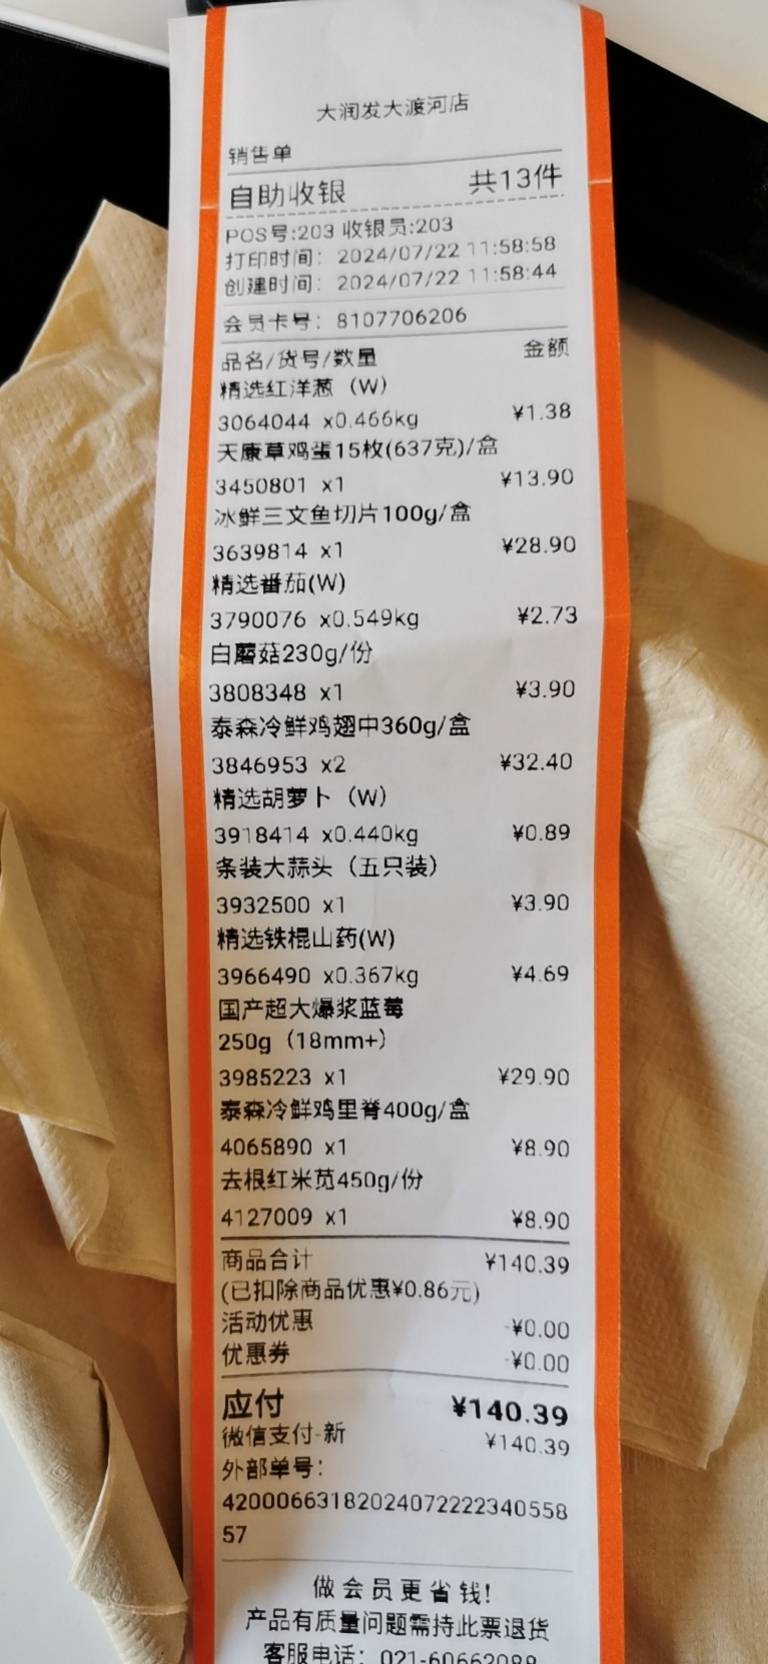 大润发大渡河店
销售单
自助收银 共13件
POS号:203 收银员:203
打印时间: 2024/07/22 11:58:58
创建时间: 2024/07/22 11:58:44
会员卡号: 8107706206
品名/货号/数量 金额
精选红洋葱（W）
3064044 x0.466kg ¥1.38
天康草鸡蛋15枚(637克)/盒
3450801 x1 ¥13.90
冰鲜三文鱼切片100g/盒
3639814 x1 ¥28.90
精选番茄(W)
3790076 x0.549kg ¥2.73
白蘑菇230g/份
3808348 x1 ¥3.90
泰森冷鲜鸡翅中360g/盒
3846953 x2 ¥32.40
精选胡萝卜（W）
3918414 x0.440kg ¥0.89
条装大蒜头（五只装）
3932500 x1 ¥3.90
精选铁棍山药(W)
3966490 x0.367kg ¥4.69
国产超大爆浆蓝莓
250g（18mm+）
3985223 x1 ¥29.90
泰森冷鲜鸡里脊400g/盒
4065890 x1 ¥8.90
去根红米苋450g/份
4127009 x1 ¥8.90
商品合计 ¥140.39
(已扣除商品优惠¥0.86元)
活动优惠 -¥0.00
优惠券 -¥0.00
应付 ¥140.39
微信支付-新 ¥140.39
外部单号:
42000663182024072222340558
57
做会员更省钱!
产品有质量问题需持此票退货
客服电话: 021-60662088